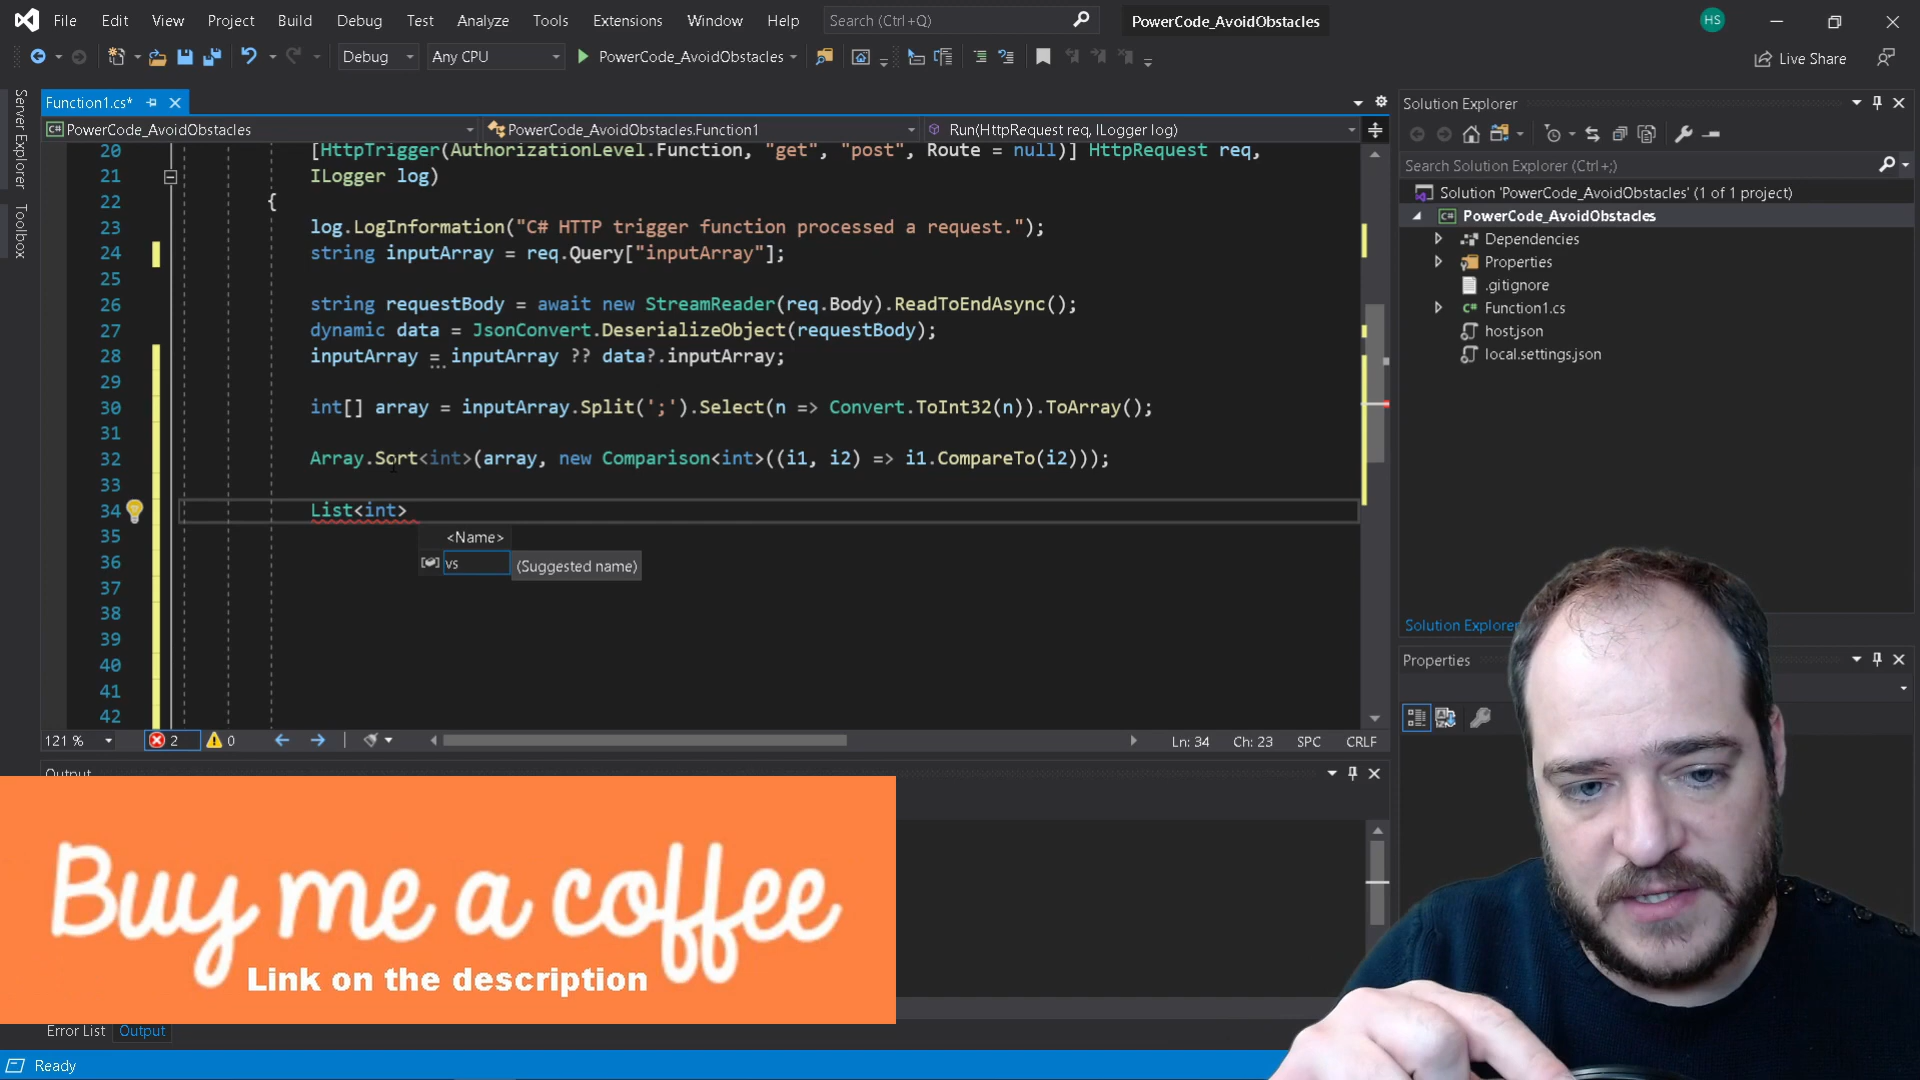 File Edit View Project Build Debug Test Analyze Tools Extensions Window Help Search (Ctrl+Q) PowerCode_AvoidObstacles HS
Debug Any CPU PowerCode_AvoidObstacles Live Share
Server Explorer
Toolbox
Function1.cs*
PowerCode_AvoidObstacles PowerCode_AvoidObstacles.Function1 Run(HttpRequest req, ILogger log)
20 [HttpTrigger(AuthorizationLevel.Function, "get", "post", Route = null)] HttpRequest req,
21 ILogger log)
22 {
23 log.LogInformation("C# HTTP trigger function processed a request.");
24 string inputArray = req.Query["inputArray"];
25
26 string requestBody = await new StreamReader(req.Body).ReadToEndAsync();
27 dynamic data = JsonConvert.DeserializeObject(requestBody);
28 inputArray = inputArray ?? data?.inputArray;
29
30 int[] array = inputArray.Split(';').Select(n => Convert.ToInt32(n)).ToArray();
31
32 Array.Sort<int>(array, new Comparison<int>((i1, i2) => i1.CompareTo(i2)));
33
34 List<int>
35 <Name>
36 vs (Suggested name)
37
38
39
40
41
42
121 % 2 0 Ln: 34 Ch: 23 SPC CRLF
Output
Buy me a coffee
Link on the description
Error List Output
Ready
Solution Explorer
Search Solution Explorer (Ctrl+;)
Solution 'PowerCode_AvoidObstacles' (1 of 1 project)
PowerCode_AvoidObstacles
Dependencies
Properties
.gitignore
Function1.cs
host.json
local.settings.json
Solution Explorer
Properties